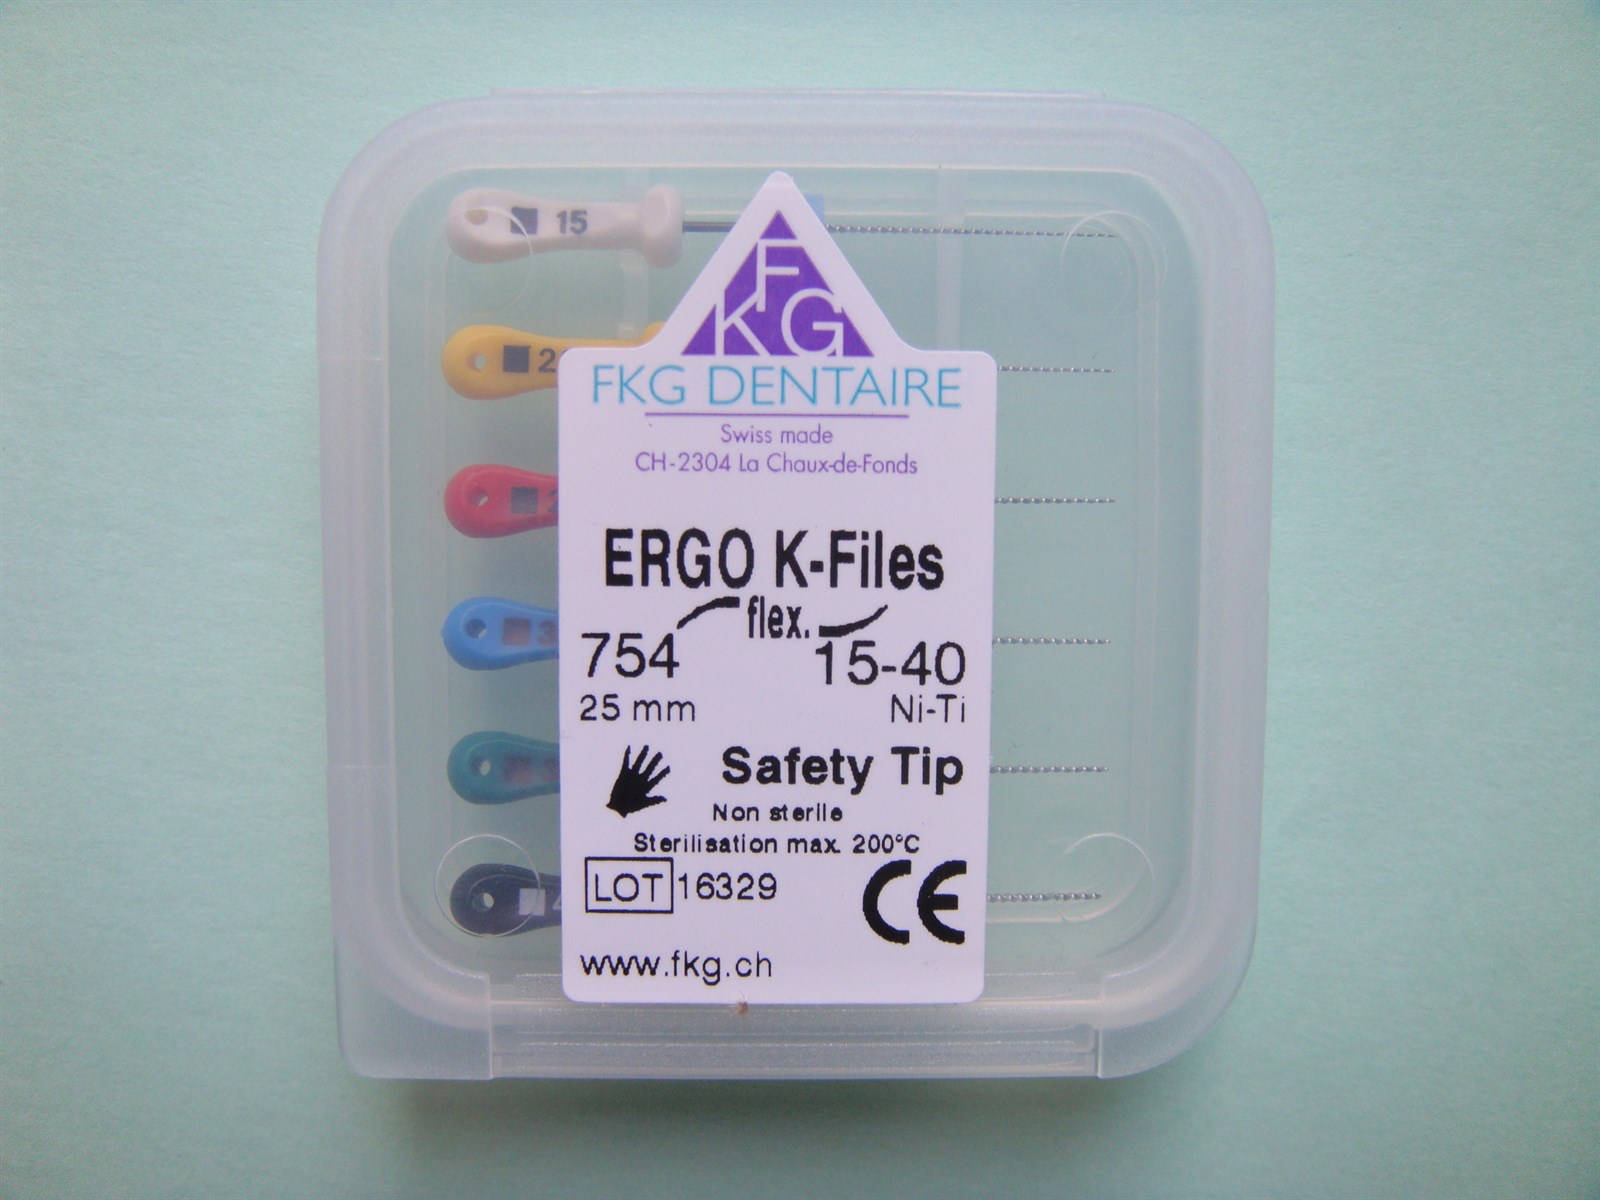 15
FKG
FKG DENTAIRE
Swiss made
CH-2304 La Chaux-de-Fonds
ERGO K-Files
flex.
754 15-40
25 mm Ni-Ti
Safety Tip
Non sterile
Sterilisation max. 200°C
LOT 16329
CE
www.fkg.ch